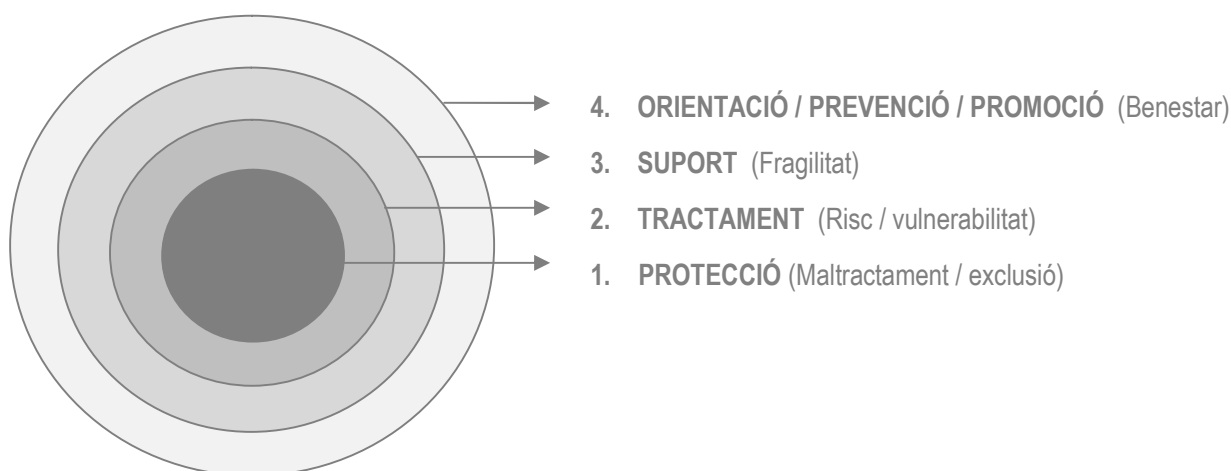 4. ORIENTACIÓ / PREVENCIÓ / PROMOCIÓ (Benestar)
3. SUPORT (Fragilitat)
2. TRACTAMENT (Risc / vulnerabilitat)
1. PROTECCIÓ (Maltractament / exclusió)